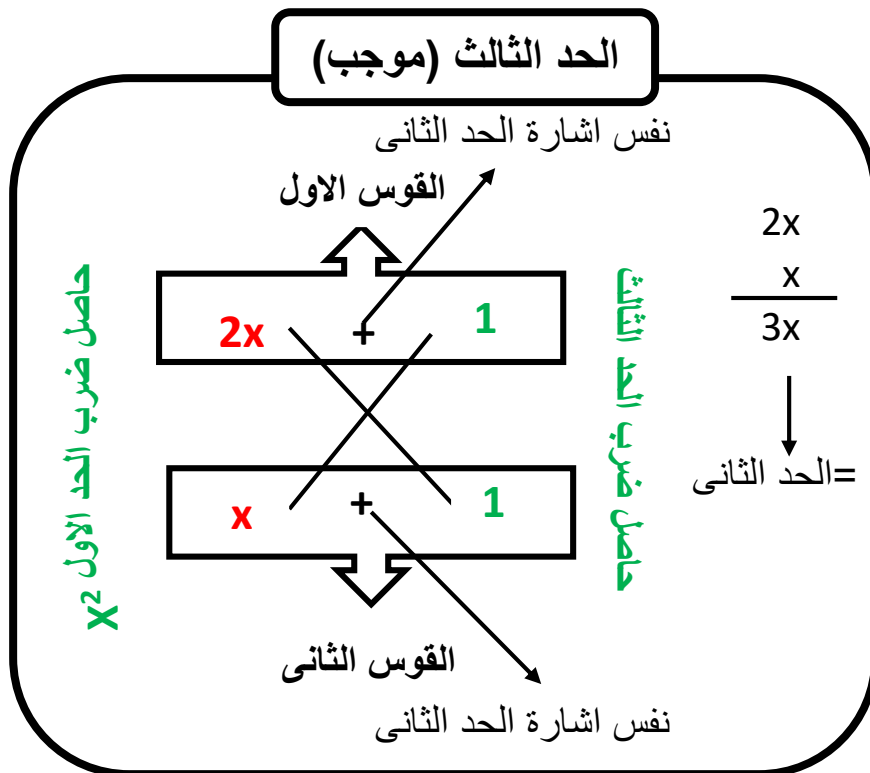 الحد الثالث (موجب)
نفس اشارة الحد الثانى
القوس الاول
2x + 1
x + 1
القوس الثانى
نفس اشارة الحد الثانى
حاصل ضرب الحد الثالث
حاصل ضرب الحد الاول X²
2x
x
3x
=الحد الثانى